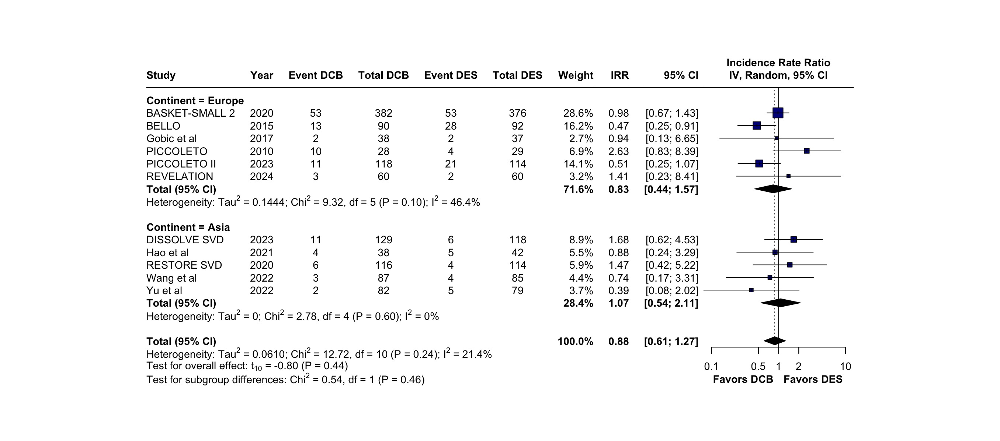 Incidence Rate Ratio
Study Year Event DCB Total DCB Event DES Total DES Weight IRR 95% CI IV, Random, 95% CI
Continent = Europe
BASKET-SMALL 2 2020 53 382 53 376 28.6% 0.98 [0.67; 1.43]
BELLO 2015 13 90 28 92 16.2% 0.47 [0.25; 0.91]
Gobic et al 2017 2 38 2 37 2.7% 0.94 [0.13; 6.65]
PICCOLETO 2010 10 28 4 29 6.9% 2.63 [0.83; 8.39]
PICCOLETO II 2023 11 118 21 114 14.1% 0.51 [0.25; 1.07]
REVELATION 2024 3 60 2 60 3.2% 1.41 [0.23; 8.41]
Total (95% CI) 71.6% 0.83 [0.44; 1.57]
Heterogeneity: Tau² = 0.1444; Chi² = 9.32, df = 5 (P = 0.10); I² = 46.4%
Continent = Asia
DISSOLVE SVD 2023 11 129 6 118 8.9% 1.68 [0.62; 4.53]
Hao et al 2021 4 38 5 42 5.5% 0.88 [0.24; 3.29]
RESTORE SVD 2020 6 116 4 114 5.9% 1.47 [0.42; 5.22]
Wang et al 2022 3 87 4 85 4.4% 0.74 [0.17; 3.31]
Yu et al 2022 2 82 5 79 3.7% 0.39 [0.08; 2.02]
Total (95% CI) 28.4% 1.07 [0.54; 2.11]
Heterogeneity: Tau² = 0; Chi² = 2.78, df = 4 (P = 0.60); I² = 0%
Total (95% CI) 100.0% 0.88 [0.61; 1.27]
Heterogeneity: Tau² = 0.0610; Chi² = 12.72, df = 10 (P = 0.24); I² = 21.4%
Test for overall effect: t₁₀ = -0.80 (P = 0.44)
0.1 0.5 1 2 10
Test for subgroup differences: Chi² = 0.54, df = 1 (P = 0.46)
Favors DCB Favors DES